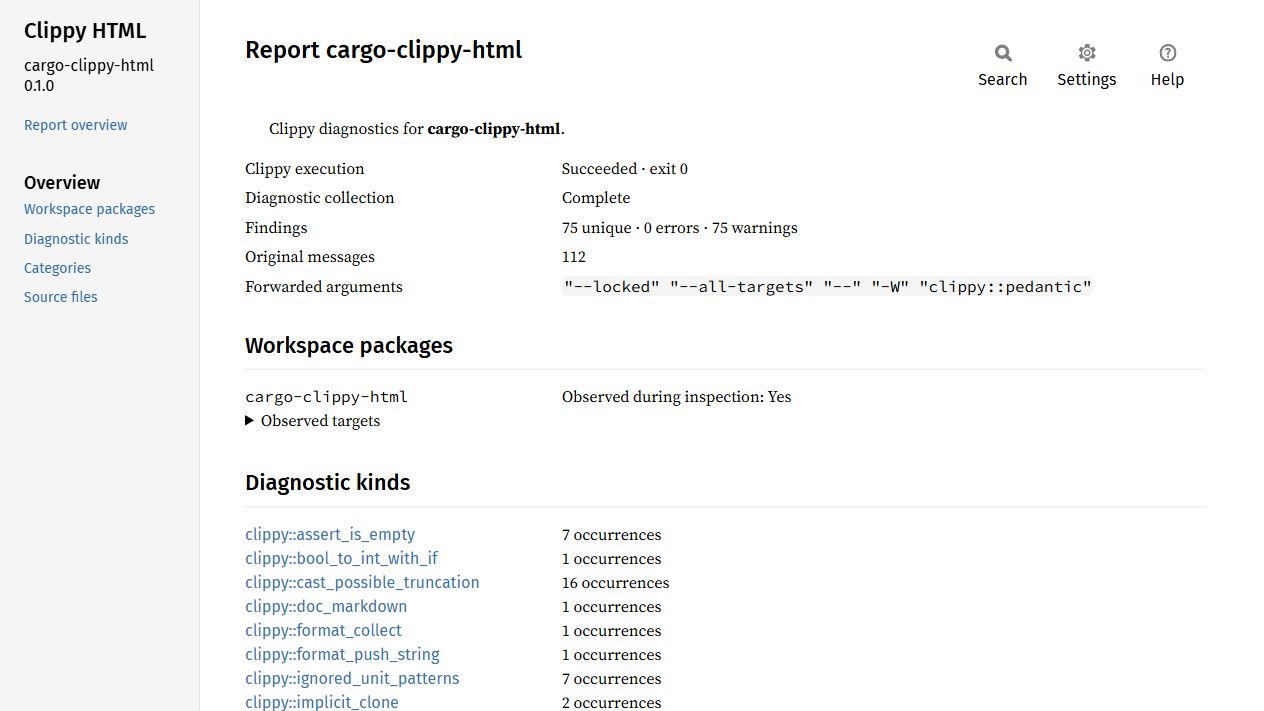 Clippy HTML
cargo-clippy-html
0.1.0
Report overview
Overview
Workspace packages
Diagnostic kinds
Categories
Source files
Report cargo-clippy-html
Search
Settings
Help
Clippy diagnostics for cargo-clippy-html.
Clippy execution Succeeded · exit 0
Diagnostic collection Complete
Findings 75 unique · 0 errors · 75 warnings
Original messages 112
Forwarded arguments "--locked" "--all-targets" "--" "-W" "clippy::pedantic"
Workspace packages
cargo-clippy-html Observed during inspection: Yes
Observed targets
Diagnostic kinds
clippy::assert_is_empty 7 occurrences
clippy::bool_to_int_with_if 1 occurrences
clippy::cast_possible_truncation 16 occurrences
clippy::doc_markdown 1 occurrences
clippy::format_collect 1 occurrences
clippy::format_push_string 1 occurrences
clippy::ignored_unit_patterns 7 occurrences
clippy::implicit_clone 2 occurrences